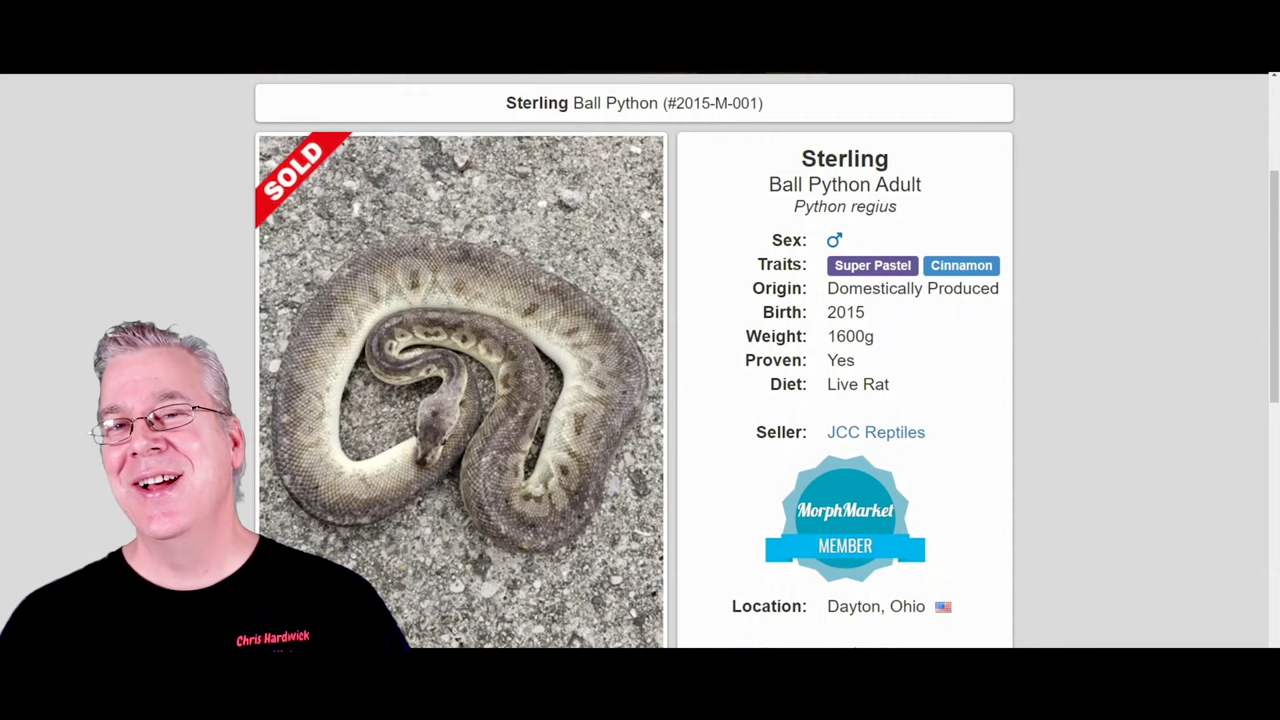 Sterling Ball Python (#2015-M-001)
SOLD
Sterling
Ball Python Adult
Python regius
Sex: ♂
Traits: Super Pastel Cinnamon
Origin: Domestically Produced
Birth: 2015
Weight: 1600g
Proven: Yes
Diet: Live Rat
Seller: JCC Reptiles
MorphMarket
MEMBER
Location: Dayton, Ohio
Chris Hardwick